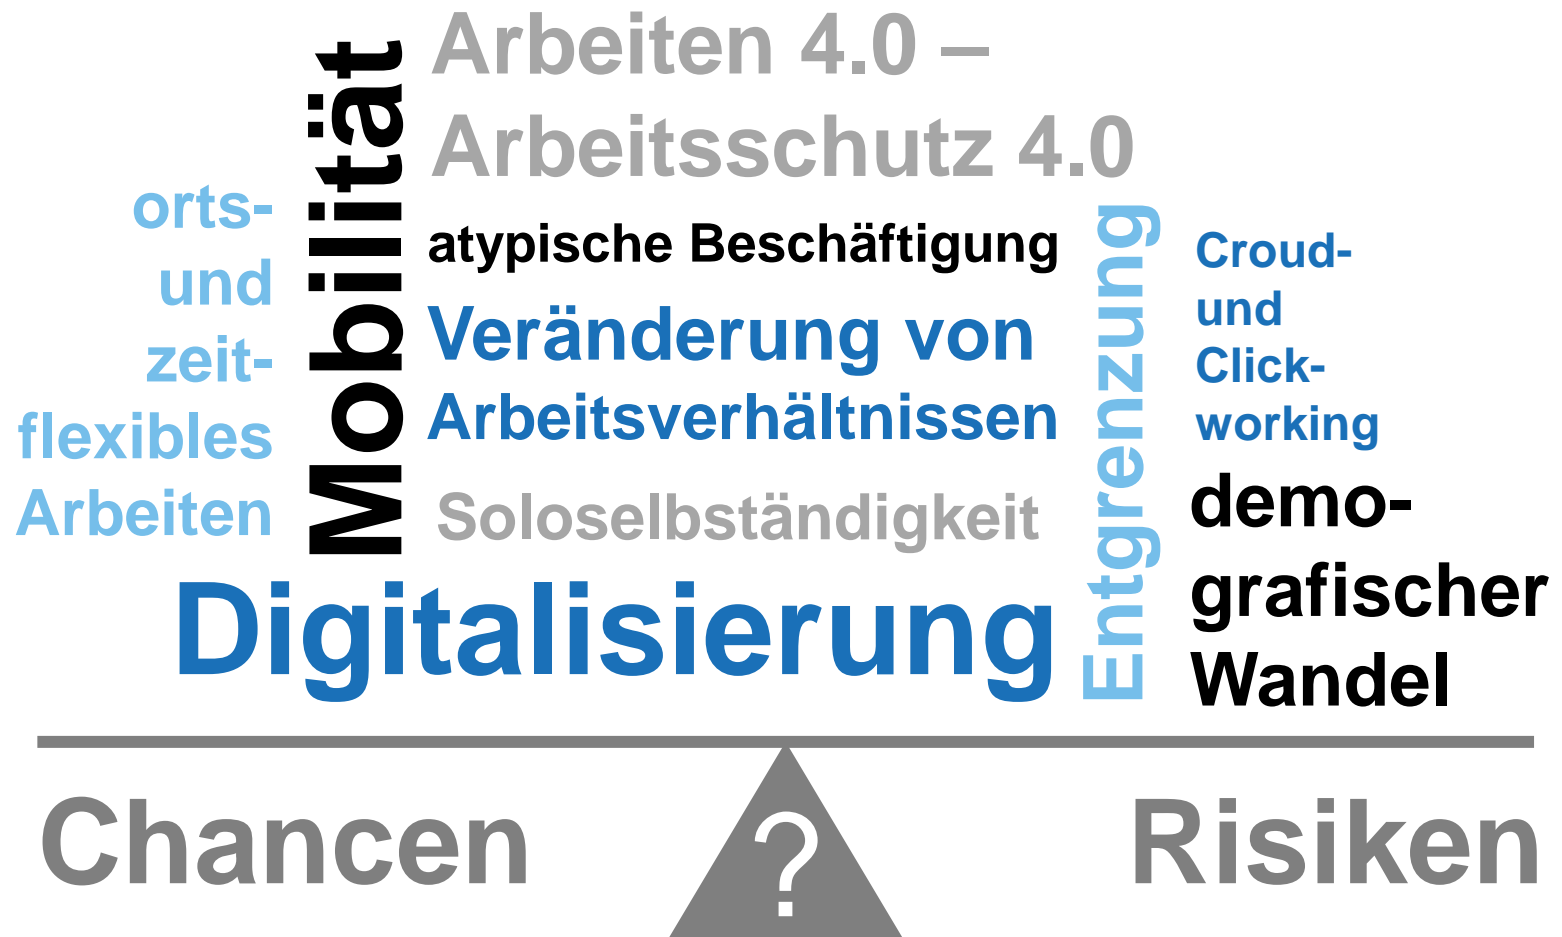 Arbeiten 4.0 –
Arbeitsschutz 4.0
orts-
und
zeit-
flexibles
Arbeiten
Mobilität
atypische Beschäftigung
Veränderung von
Arbeitsverhältnissen
Soloselbständigkeit
Digitalisierung
Entgrenzung
Croud-
und
Click-
working
demo-
grafischer
Wandel
Chancen
?
Risiken